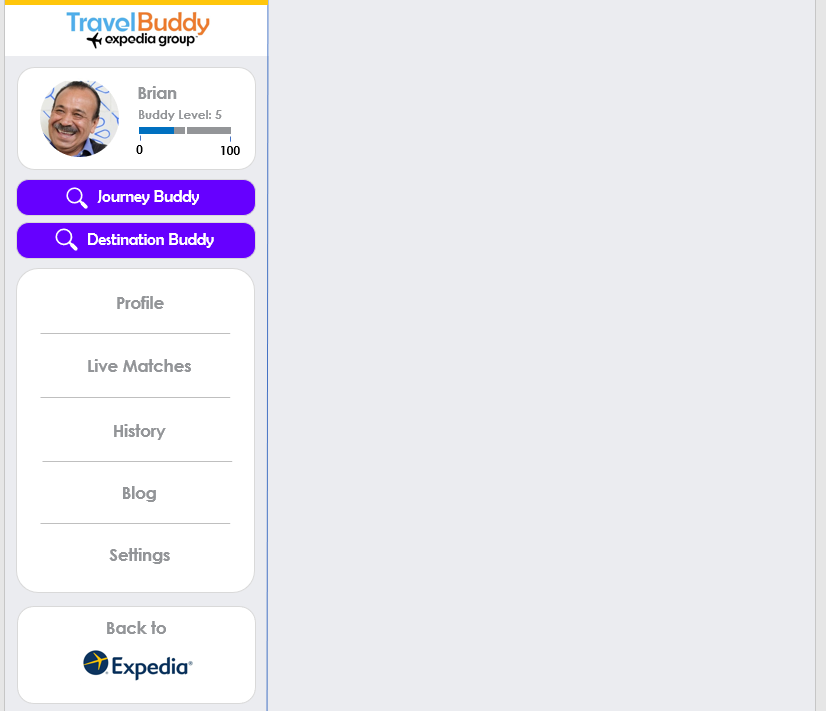 TravelBuddy
expedia group
Brian
Buddy Level: 5
0 100
Journey Buddy
Destination Buddy
Profile
Live Matches
History
Blog
Settings
Back to
Expedia®